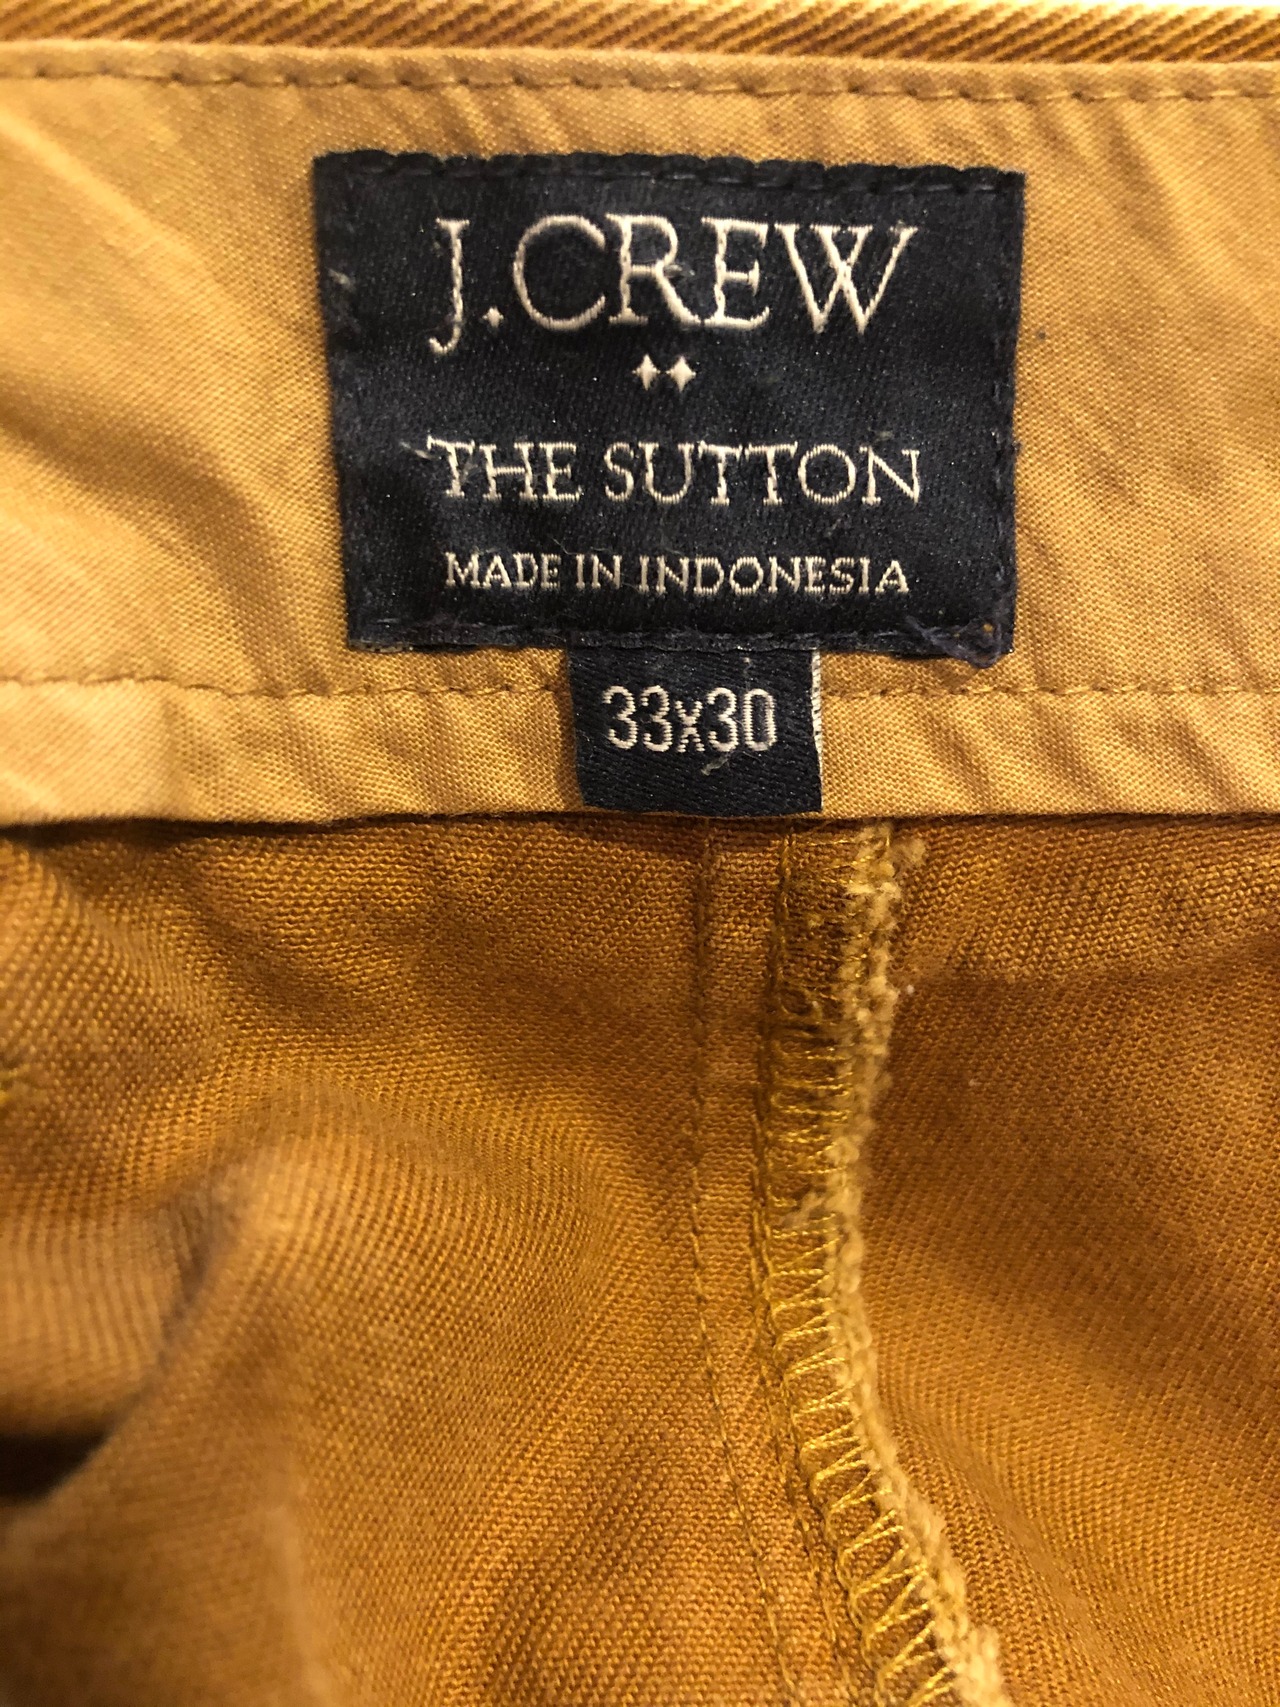 J.CREW
THE SUTTON
MADE IN INDONESIA
33x30